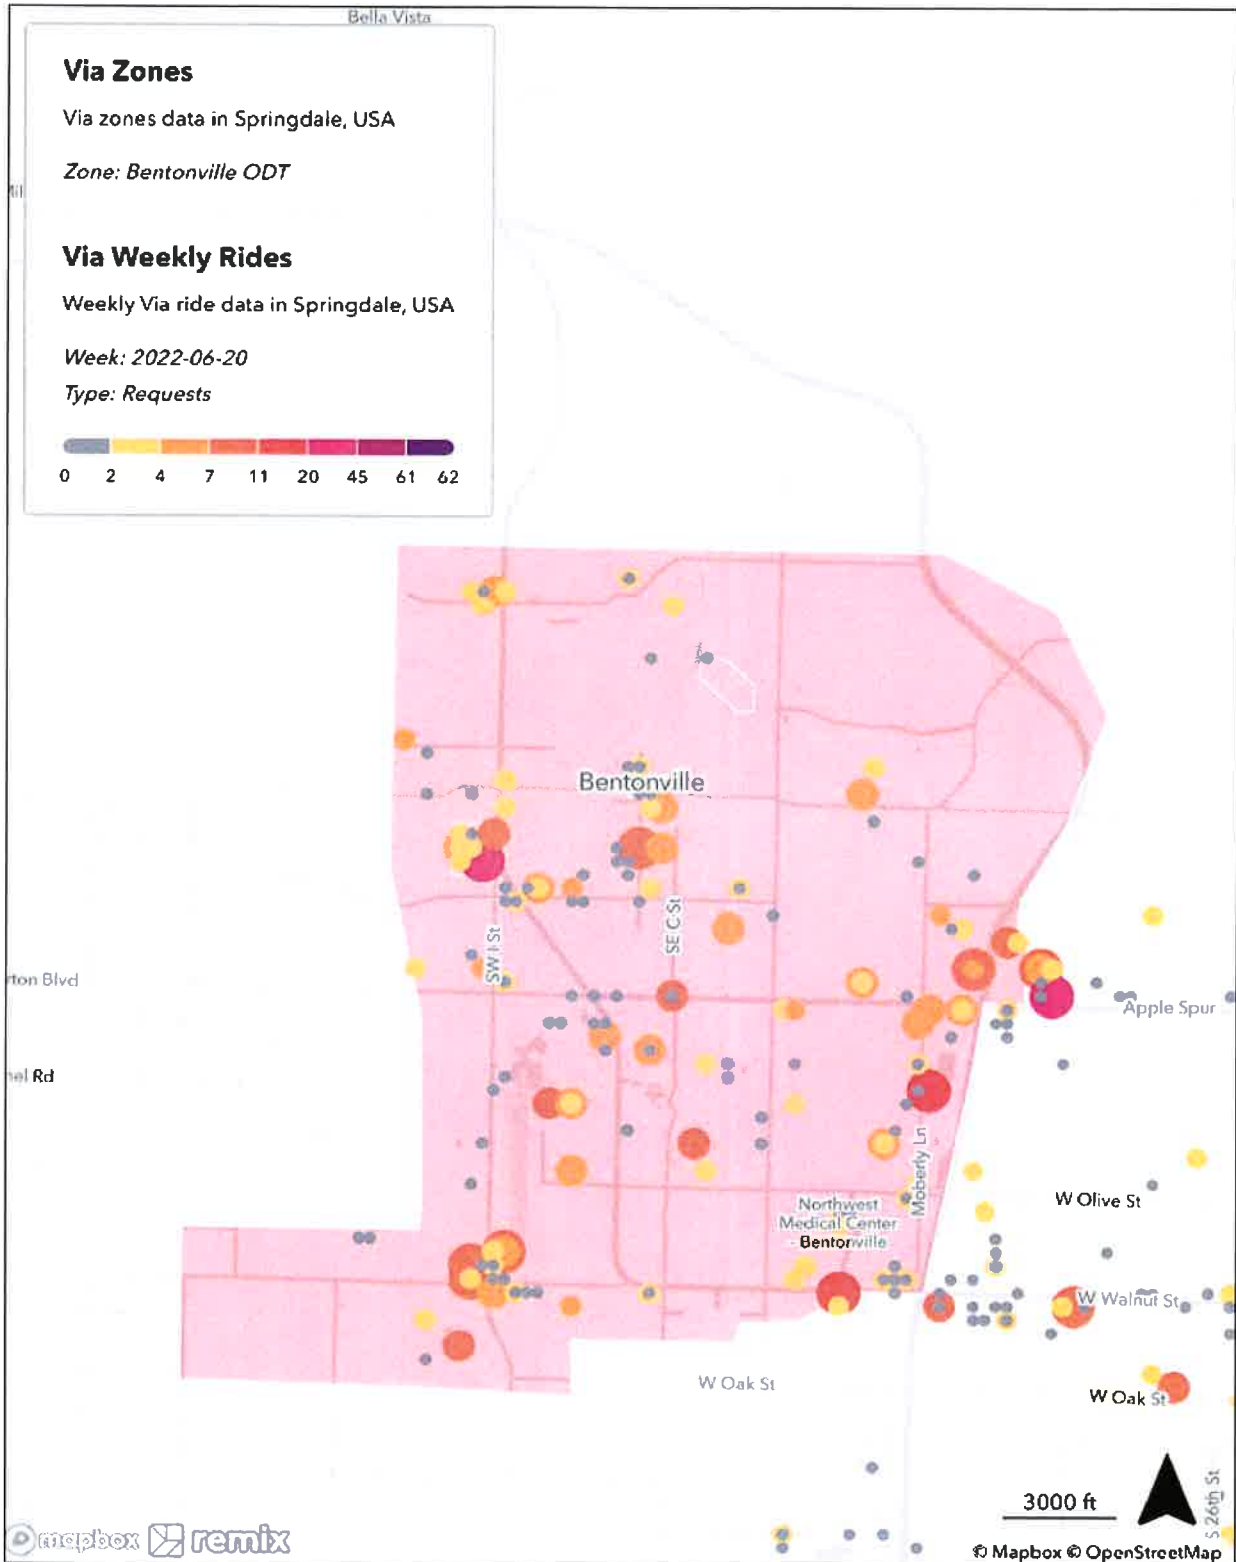 Bella Vista
Via Zones
Via zones data in Springdale, USA
Zone: Bentonville ODT
Via Weekly Rides
Weekly Via ride data in Springdale, USA
Week: 2022-06-20
Type: Requests
0 2 4 7 11 20 45 61 62
Bentonville
SW I St
SE C St
rton Blvd
Apple Spur
Rd
Moberly Ln
W Olive St
Northwest
Medical Center
- Bentonville
W Walnut St
W Oak St
W Oak St
S 26th St
3000 ft
mapbox remix
© Mapbox © OpenStreetMap